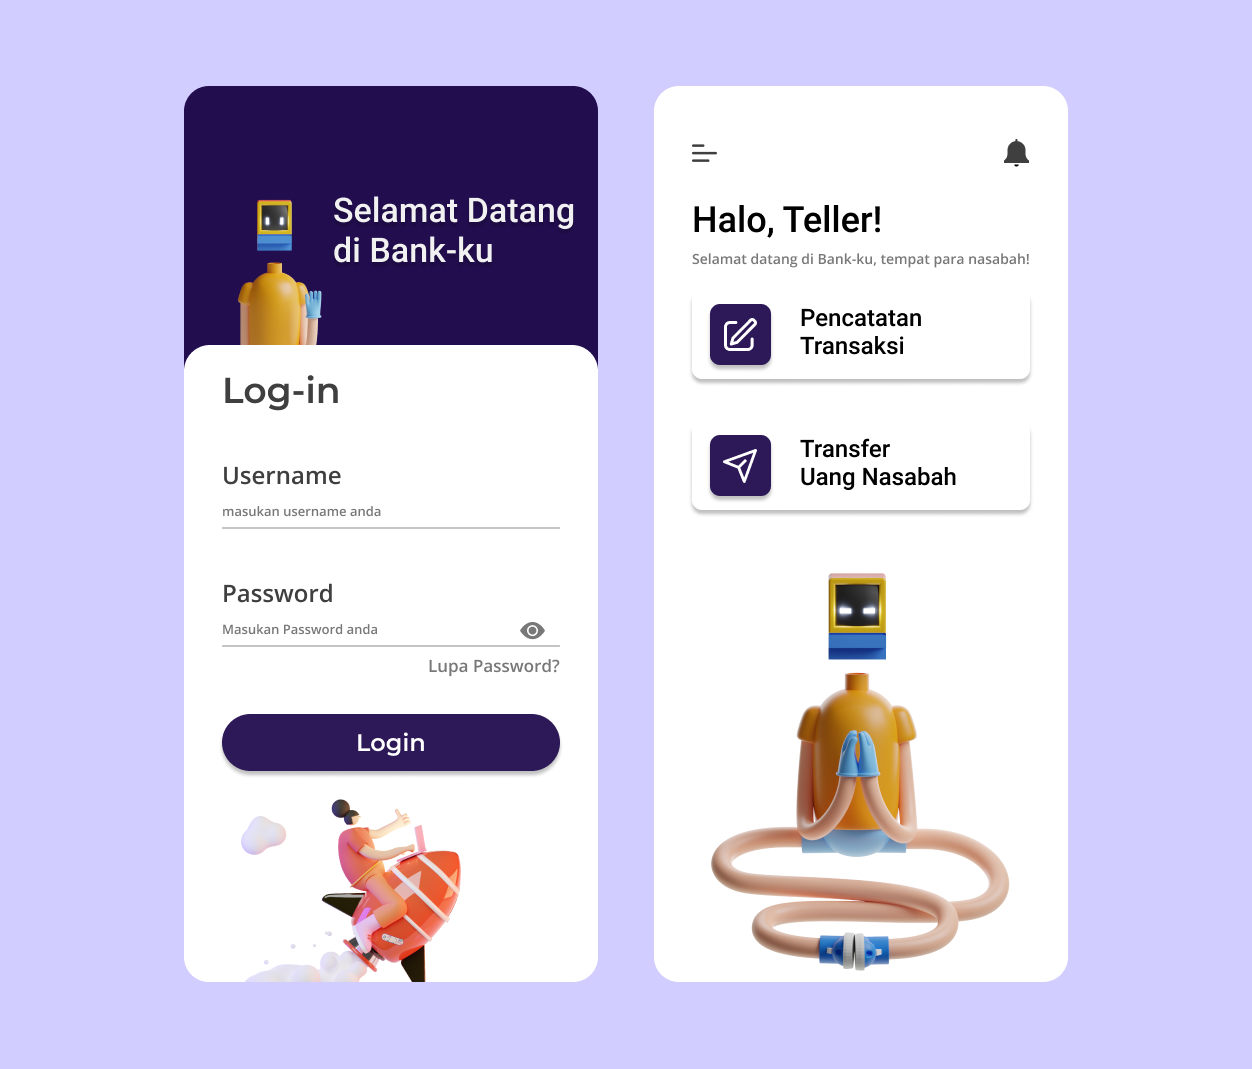 Selamat Datang
di Bank-ku
Log-in
Username
masukan username anda
Password
Masukan Password anda
Lupa Password?
Login
Halo, Teller!
Selamat datang di Bank-ku, tempat para nasabah!
Pencatatan
Transaksi
Transfer
Uang Nasabah